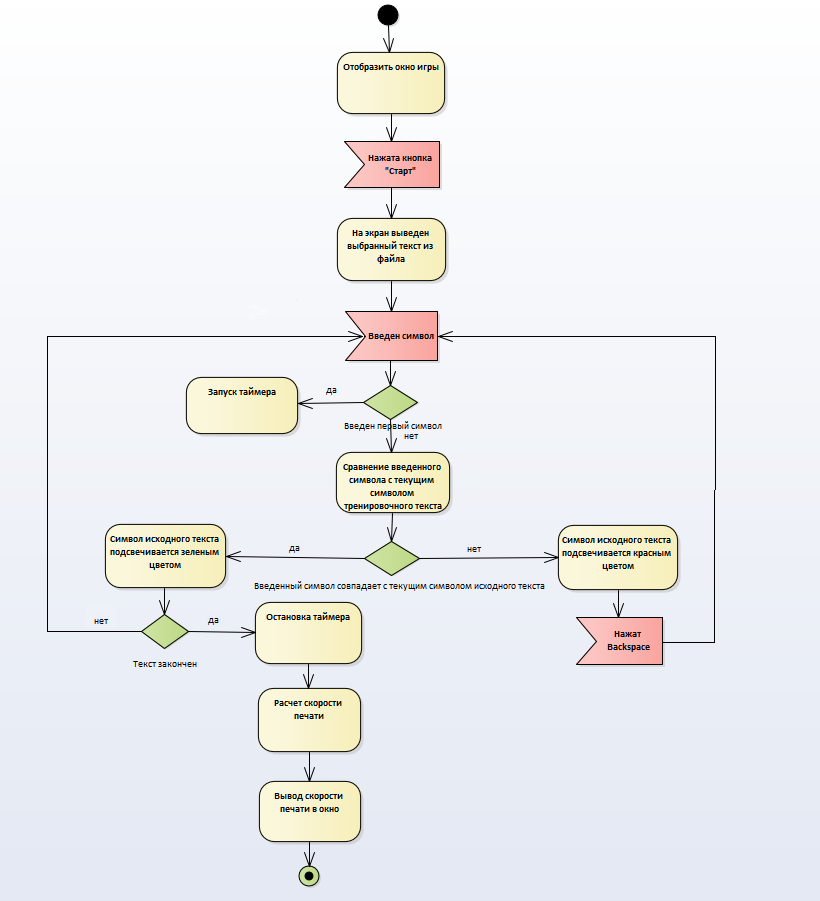 Отобразить окно игры
Нажата кнопка
"Старт"
На экран выведен
выбранный текст из
файла
Введен символ
Запуск таймера
да
Введен первый символ
нет
Сравнение введенного
символа с текущим
символом
тренировочного текста
Символ исходного текста
подсвечивается зеленым
цветом
да
нет
Символ исходного текста
подсвечивается красным
цветом
Введенный символ совпадает с текущим символом исходного текста
нет
да
Остановка таймера
Нажат
Backspace
Текст закончен
Расчет скорости
печати
Вывод скорости
печати в окно